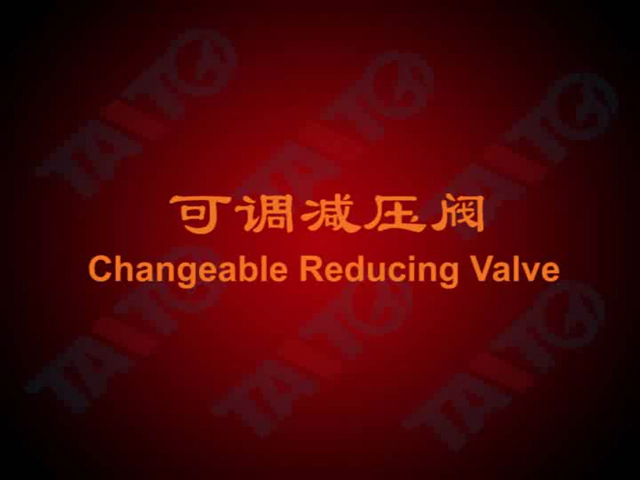 可调减压阀
Changeable Reducing Valve